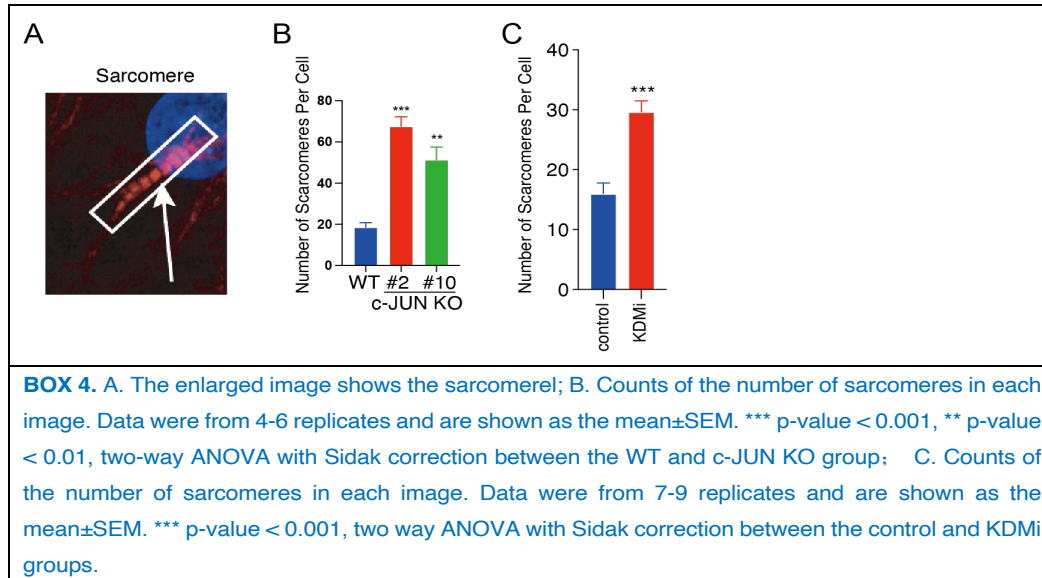 A
Sarcomere
B
Number of Scarcomeres Per Cell
80
60
40
20
0
***
**
WT #2 #10
c-JUN KO
C
Number of Scarcomeres Per Cell
40
30
20
10
0
***
control
KDMi
BOX 4. A. The enlarged image shows the sarcomerel; B. Counts of the number of sarcomeres in each
image. Data were from 4-6 replicates and are shown as the mean±SEM. *** p-value < 0.001, ** p-value
< 0.01, two-way ANOVA with Sidak correction between the WT and c-JUN KO group； C. Counts of
the number of sarcomeres in each image. Data were from 7-9 replicates and are shown as the
mean±SEM. *** p-value < 0.001, two way ANOVA with Sidak correction between the control and KDMi
groups.